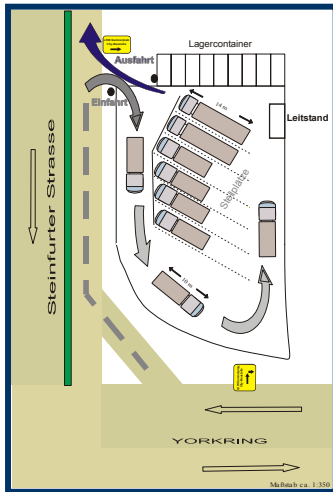 Lagercontainer
Ausfahrt
Einfahrt
14 m
Leitstand
Stellplätze
Steinfurter Strasse
10 m
YORKRING
Maßstab ca. 1:350